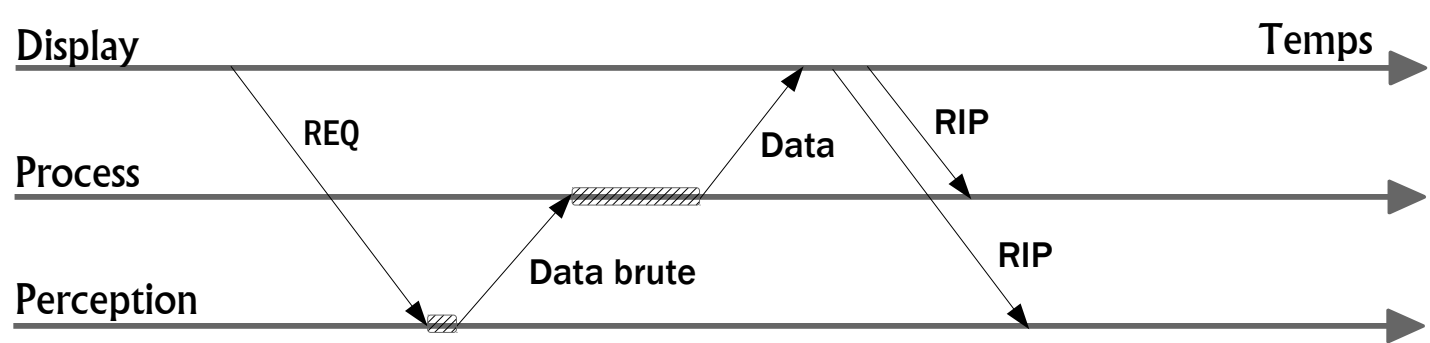 Display
Temps
REQ
RIP
Data
Process
RIP
Data brute
Perception